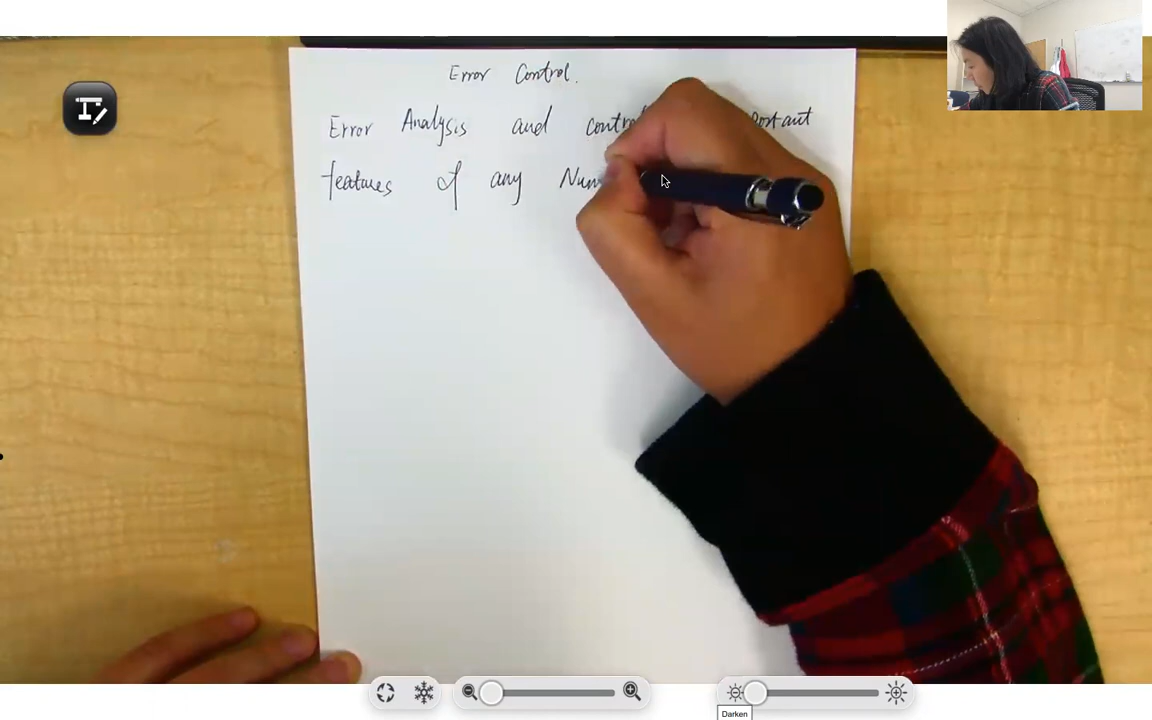 Error Control.
Error Analysis and
features of any
Darken